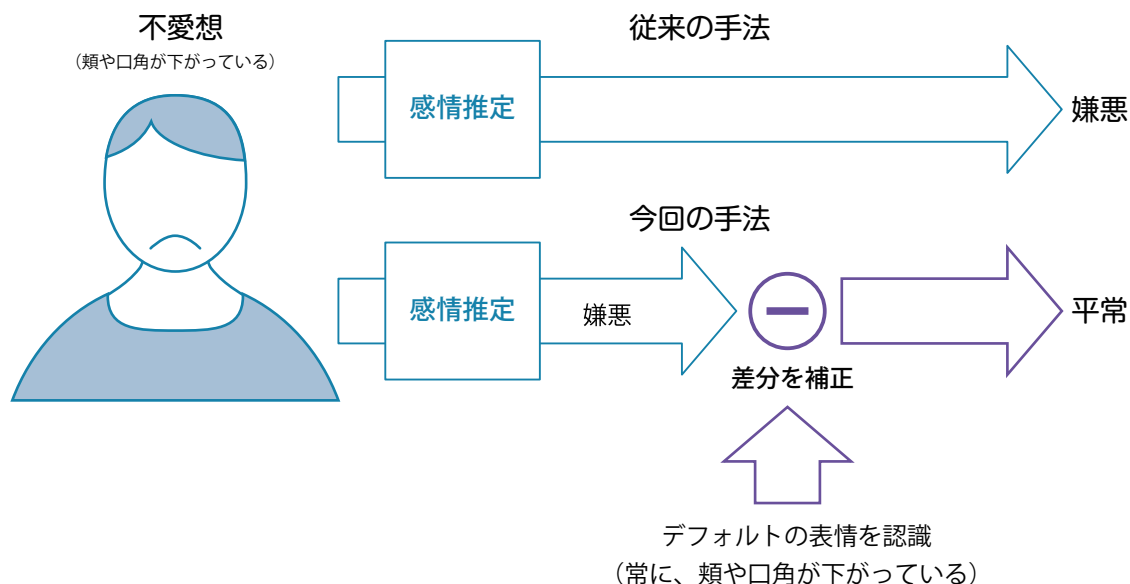 不愛想
（頬や口角が下がっている）
従来の手法
感情推定
嫌悪
今回の手法
感情推定
嫌悪
差分を補正
平常
デフォルトの表情を認識
（常に、頬や口角が下がっている）